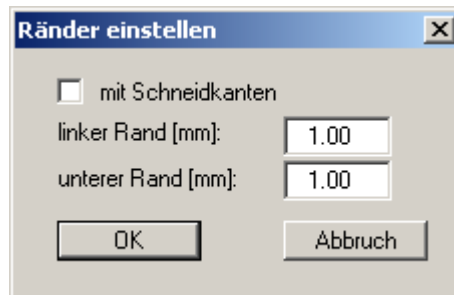 Ränder einstellen
mit Schneidkanten
linker Rand [mm]: 1.00
unterer Rand [mm]: 1.00
OK Abbruch